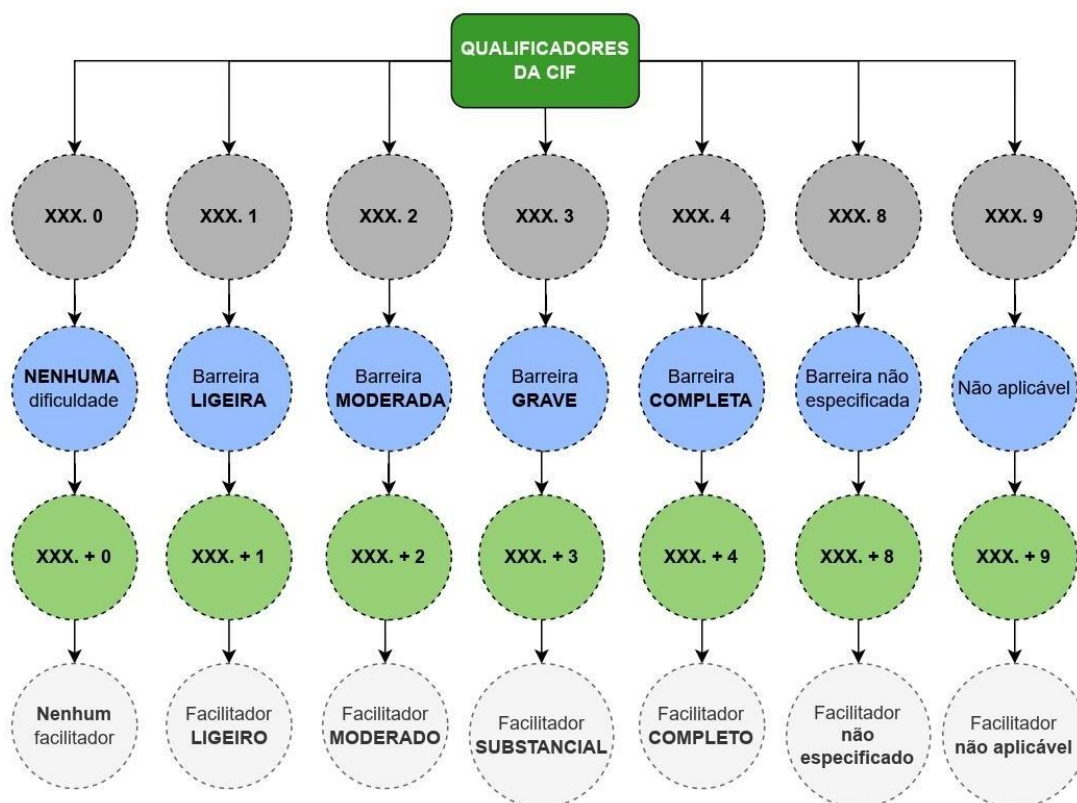 QUALIFICADORES
DA CIF
XXX. 0
XXX. 1
XXX. 2
XXX. 3
XXX. 4
XXX. 8
XXX. 9
NENHUMA
dificuldade
Barreira
LIGEIRA
Barreira
MODERADA
Barreira
GRAVE
Barreira
COMPLETA
Barreira não
especificada
Não aplicável
XXX. + 0
XXX. + 1
XXX. + 2
XXX. + 3
XXX. + 4
XXX. + 8
XXX. + 9
Nenhum
facilitador
Facilitador
LIGEIRO
Facilitador
MODERADO
Facilitador
SUBSTANCIAL
Facilitador
COMPLETO
Facilitador
não
especificado
Facilitador
não aplicável